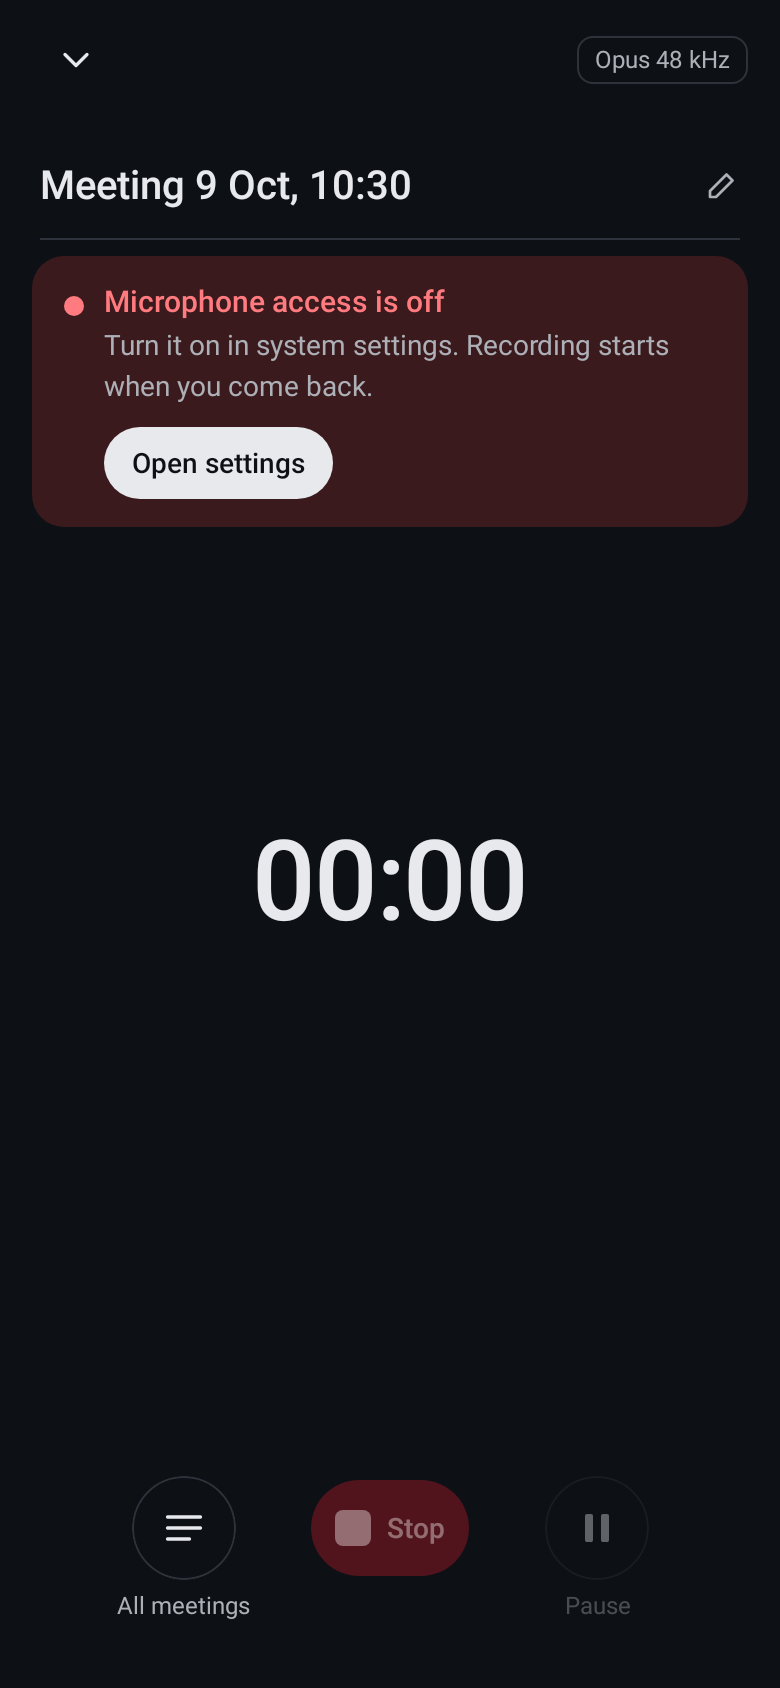 Opus 48 kHz
Meeting 9 Oct, 10:30
Microphone access is off
Turn it on in system settings. Recording starts
when you come back.
Open settings
00:00
Stop
All meetings
Pause